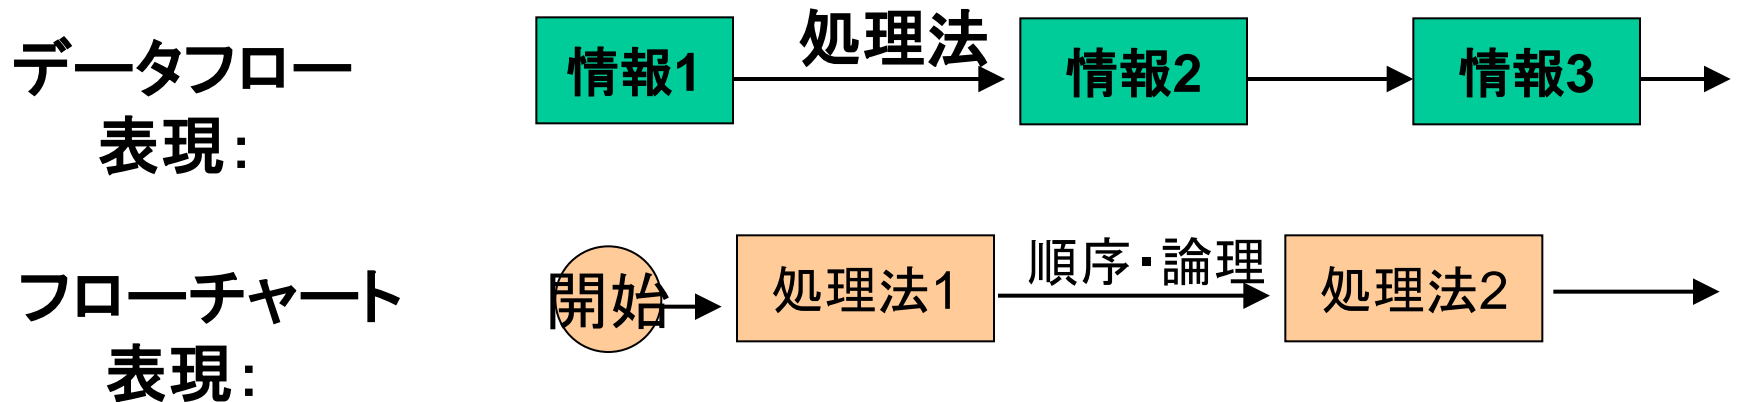 データフロー
表現：
情報1
処理法
情報2
情報3
フローチャート
表現：
開始
処理法1
順序・論理
処理法2